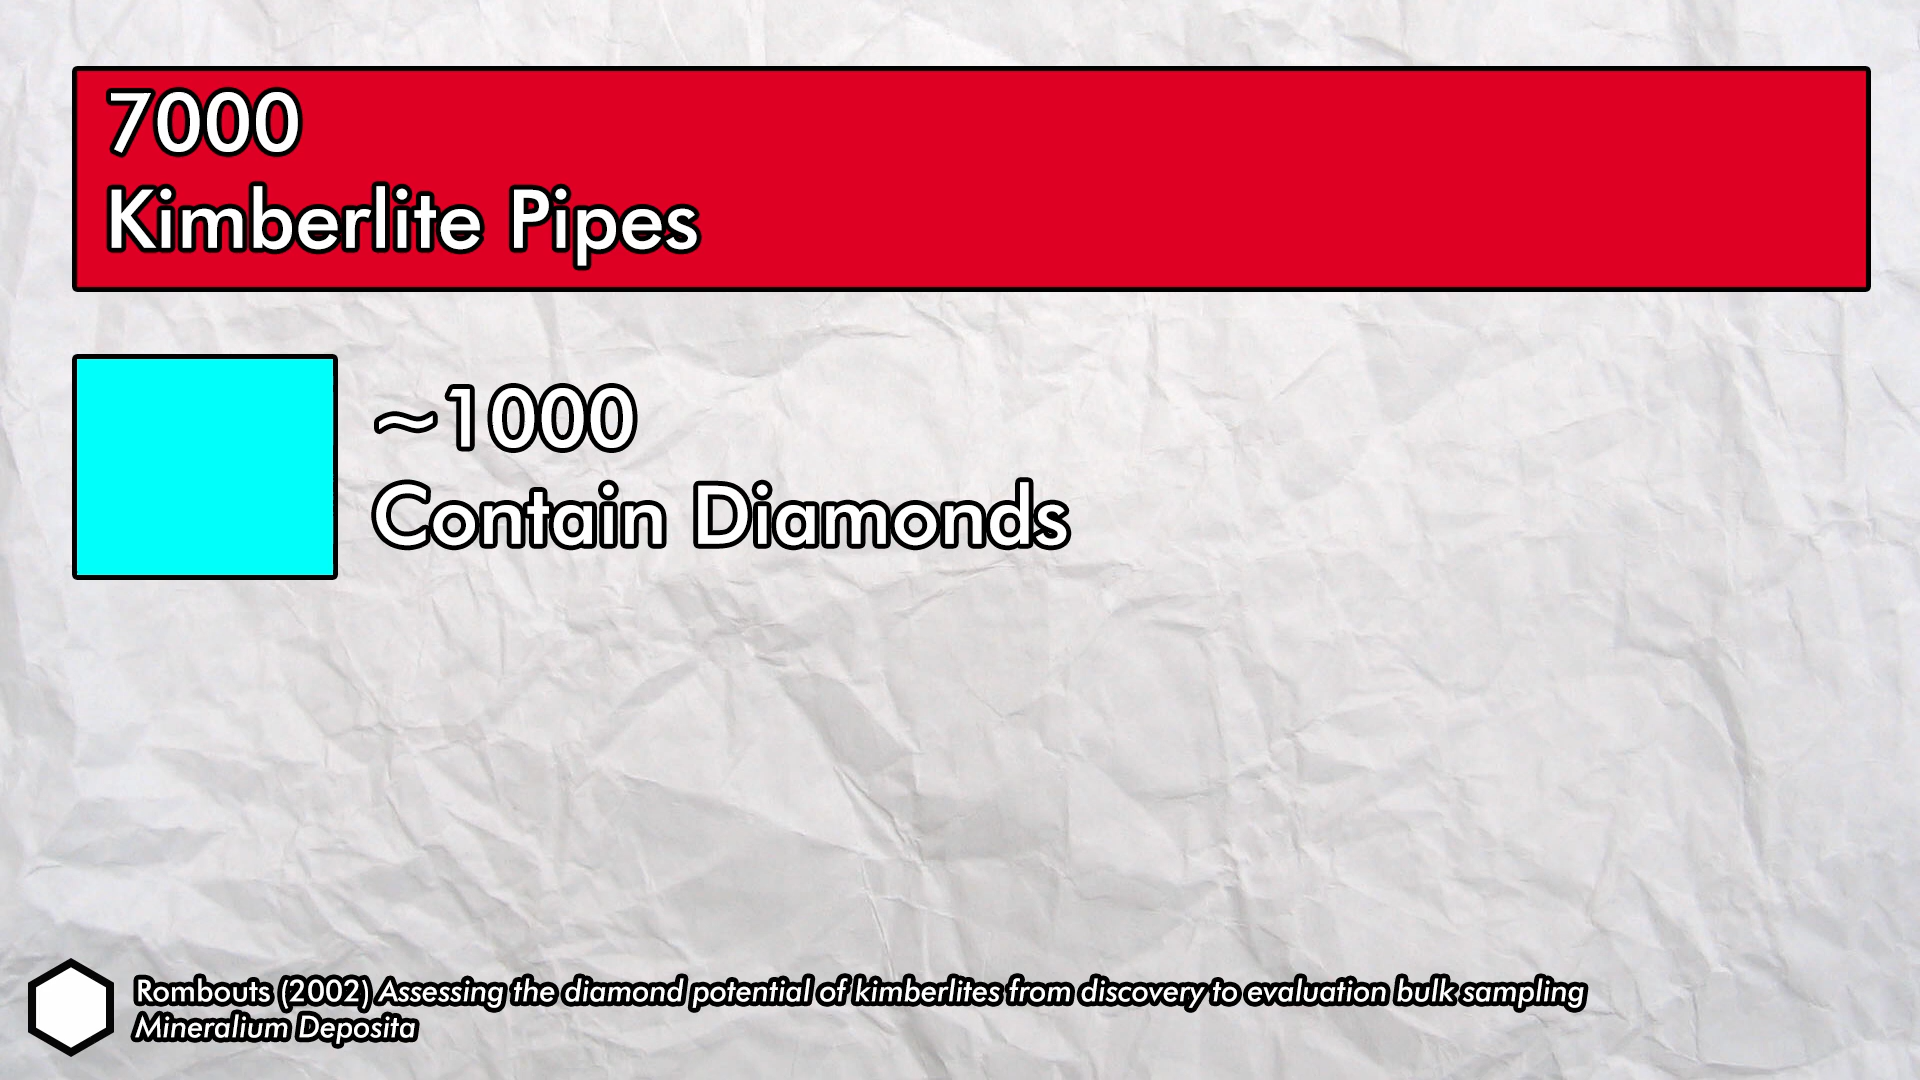 7000
Kimberlite Pipes
~1000
Contain Diamonds
Rombouts (2002) Assessing the diamond potential of kimberlites from discovery to evaluation bulk sampling
Mineralium Deposita